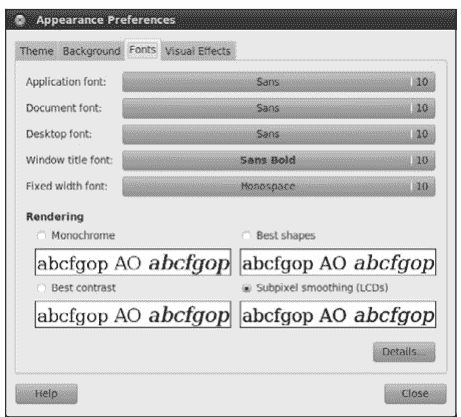 Appearance Preferences
Theme Background Fonts Visual Effects
Application font: Sans 10
Document font: Sans 10
Desktop font: Sans 10
Window title font: Sans Bold 10
Fixed width font: Monospace 10
Rendering
Monochrome Best shapes
abcfgop AO abcfgop abcfgop AO abcfgop
Best contrast Subpixel smoothing (LCDs)
abcfgop AO abcfgop abcfgop AO abcfgop
Details...
Help Close